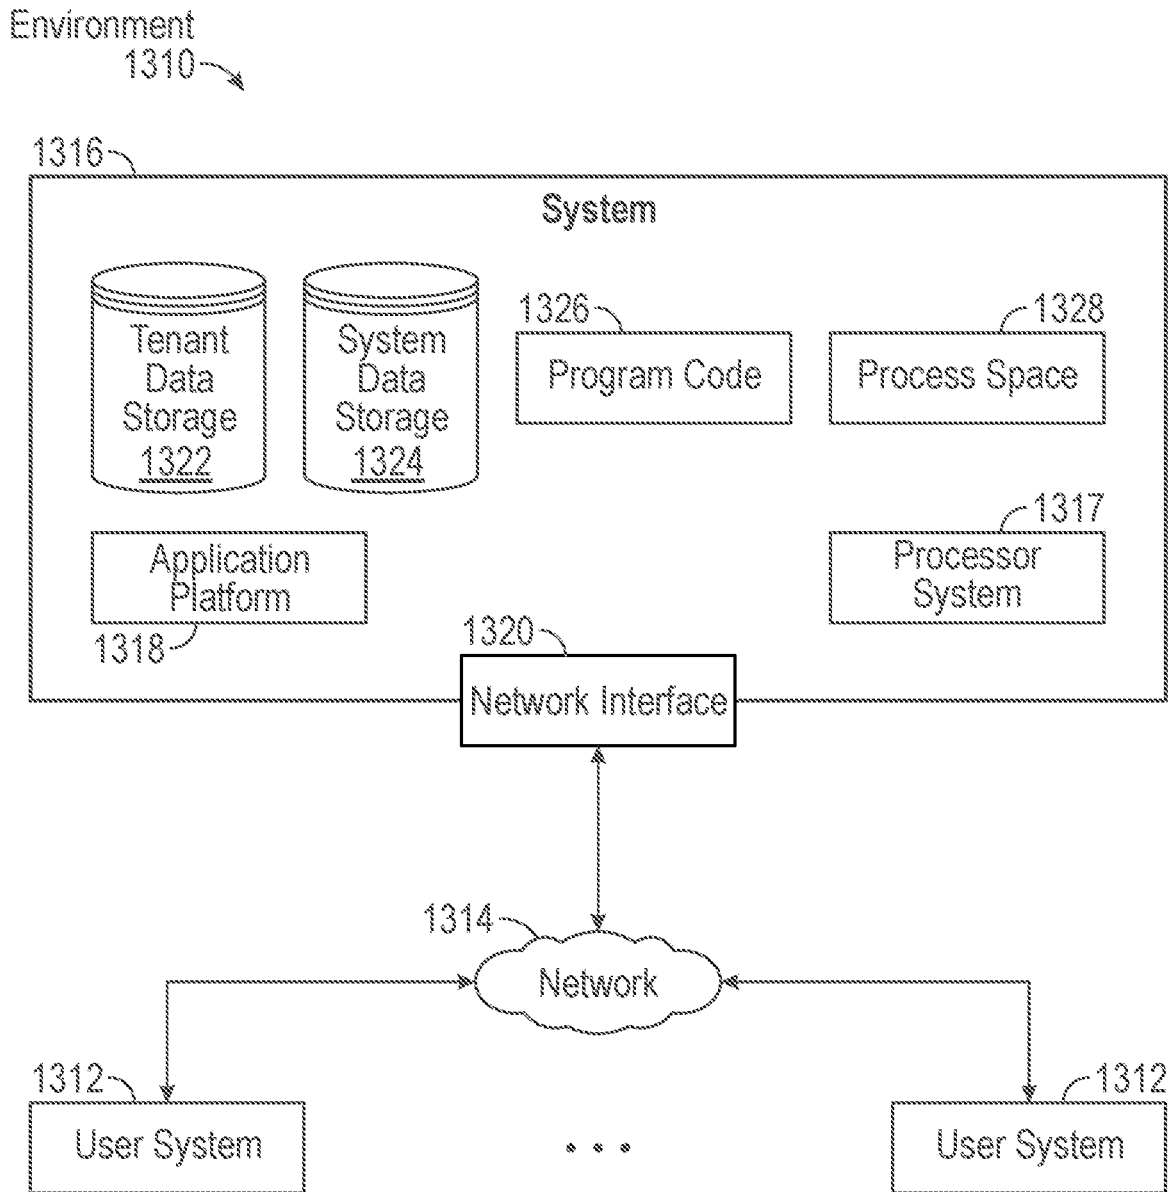 Environment
1310
1316
System
1326
1328
Tenant
Data
Storage
1322
System
Data
Storage
1324
Program Code
Process Space
1317
Application
Platform
Processor
System
1318
1320
Network Interface
1314
Network
1312
1312
User System
User System